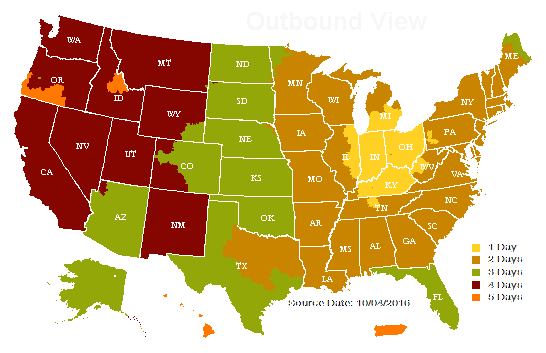 Outbound View
WA
MT
ND
ME
MN
OR
ID
SD
WI
NY
MI
WY
IA
PA
NE
NV
IN
OH
UT
CO
WV
CA
KS
MO
KY
VA
NC
TN
OK
AZ
NM
AR
SC
MS
AL
GA
TX
LA
FL
1 Day
2 Days
3 Days
4 Days
5 Days
Source Date: 10/04/2016